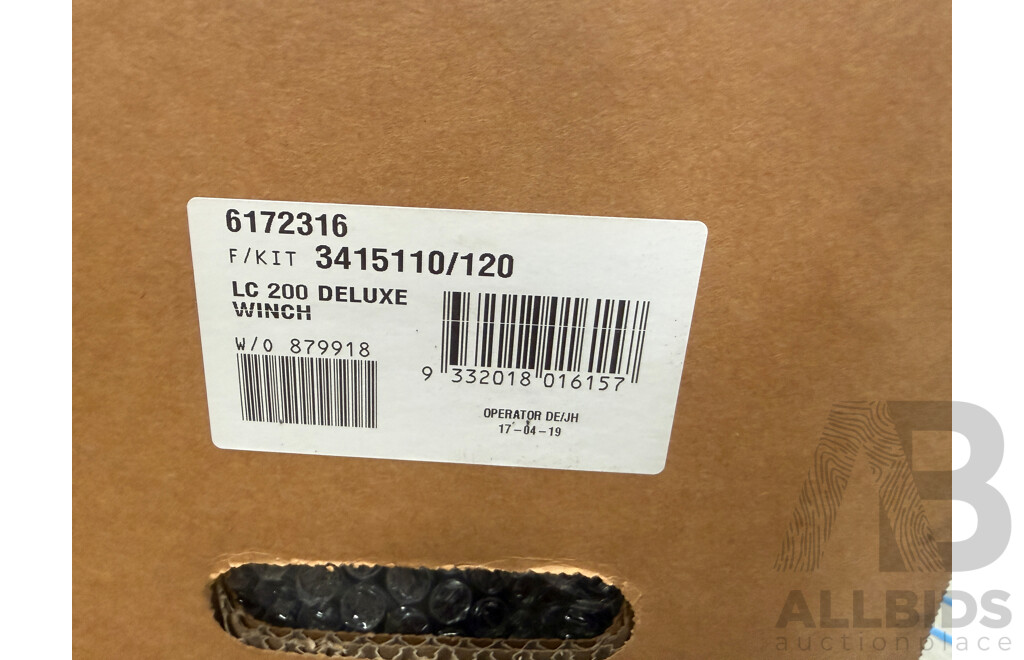 6172316
F/KIT 3415110/120
LC 200 DELUXE
WINCH
W/O 879918
9 332018 016157
OPERATOR DE/JH
17-04-19
AB
ALLBIDS
auctionplace